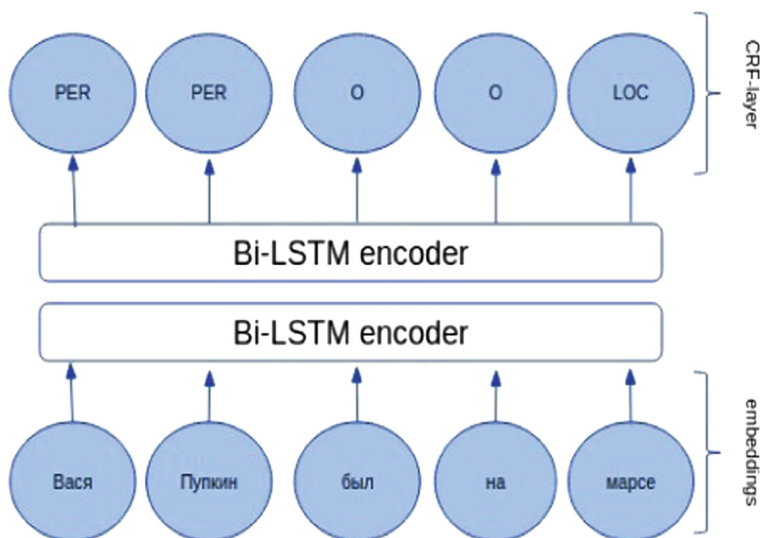 PER PER O O LOC
CRF-layer
Bi-LSTM encoder
Bi-LSTM encoder
Вася Пупкин был на марсе
embeddings